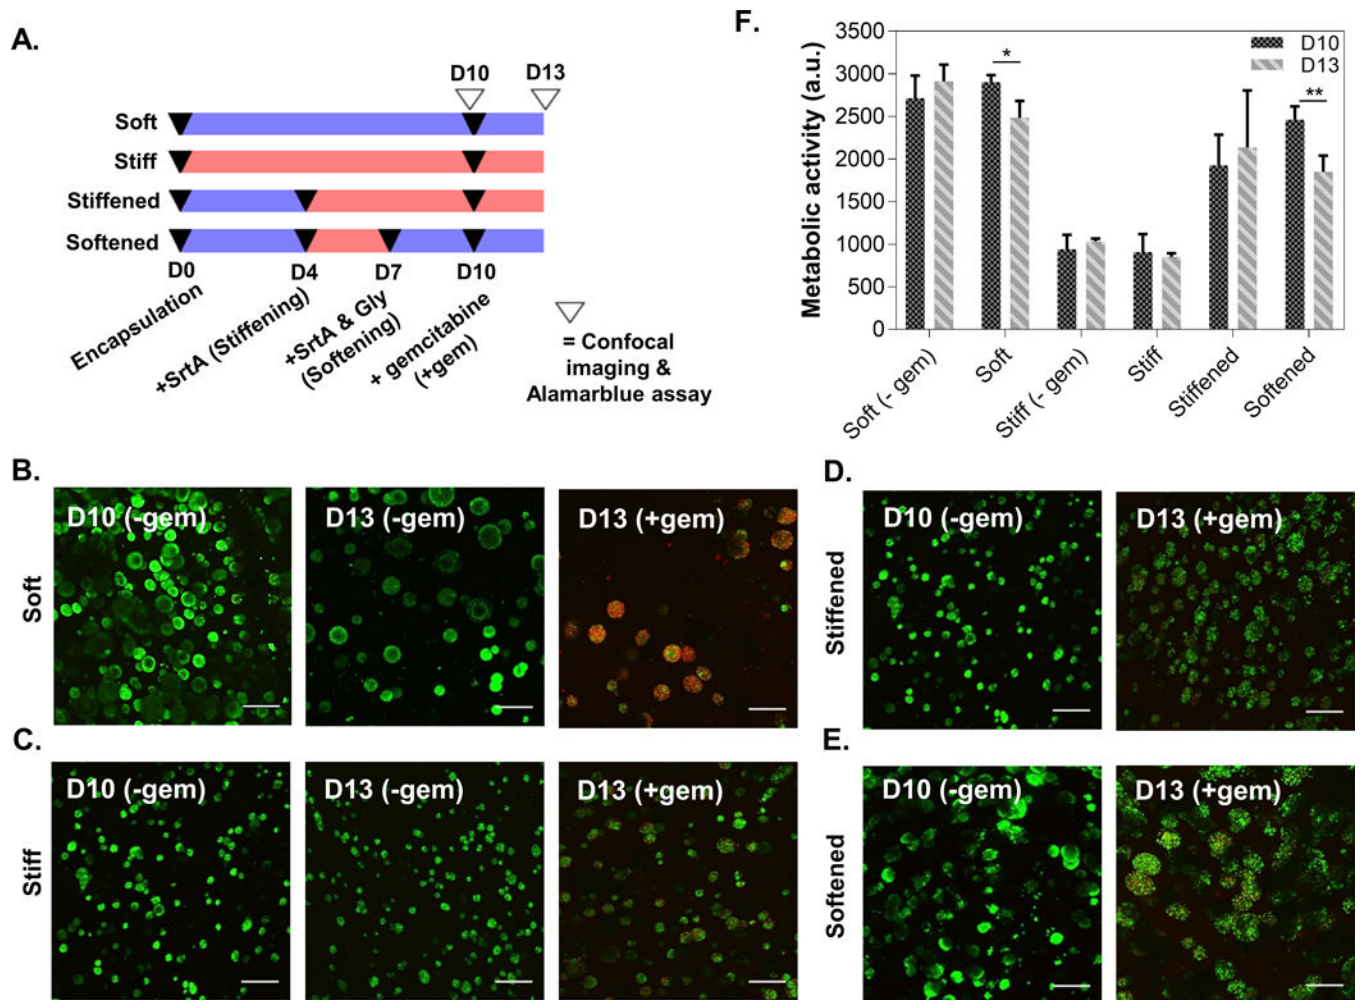 A.
D10 D13
Soft
Stiff
Stiffened
Softened
D0 D4 D7 D10
Encapsulation
+SrtA (Stiffening)
+SrtA & Gly
(Softening)
+ gemcitabine
(+gem)
= Confocal
imaging &
Alamarblue assay
F.
Metabolic activity (a.u.)
3500
3000
2500
2000
1500
1000
500
0
D10
D13
*
**
Soft (- gem)
Soft
Stiff (- gem)
Stiff
Stiffened
Softened
B.
Soft
D10 (-gem)
D13 (-gem)
D13 (+gem)
D.
Stiffened
D10 (-gem)
D13 (+gem)
C.
Stiff
D10 (-gem)
D13 (-gem)
D13 (+gem)
E.
Softened
D10 (-gem)
D13 (+gem)